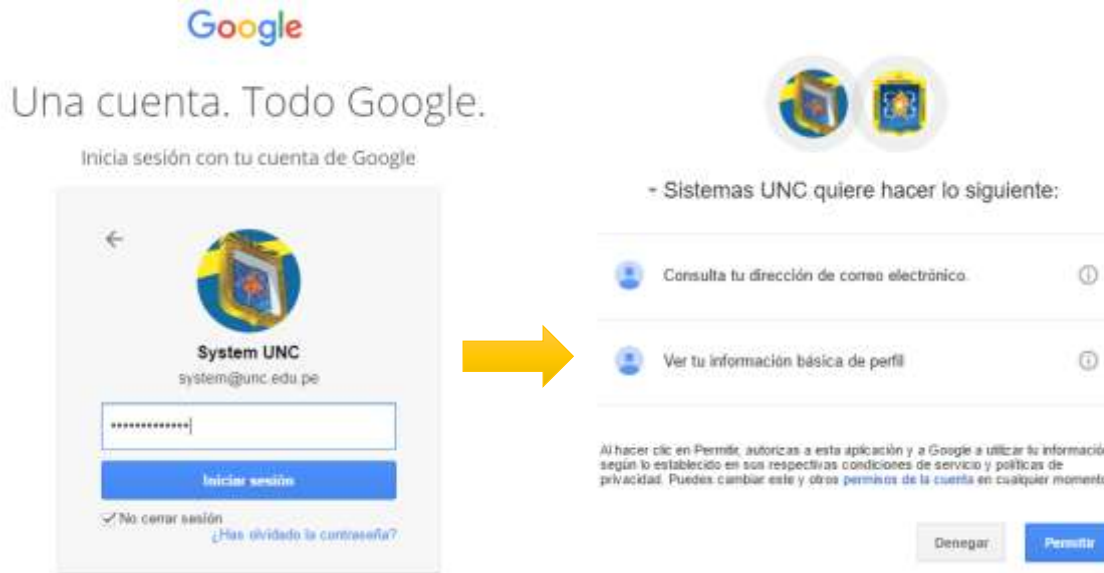 Google
Una cuenta. Todo Google.
Inicia sesión con tu cuenta de Google
System UNC
system@unc.edu.pe
•••••••••••••
Iniciar sesión
No cerrar sesión
¿Has olvidado la contraseña?
- Sistemas UNC quiere hacer lo siguiente:
Consulta tu dirección de correo electrónico.
Ver tu información básica de perfil
Al hacer clic en Permitir, autorizas a esta aplicación y a Google a utilizar tu información
según lo establecido en sus respectivas condiciones de servicio y políticas de
privacidad. Puedes cambiar este y otros permisos de la cuenta en cualquier momento
Denegar
Permitir